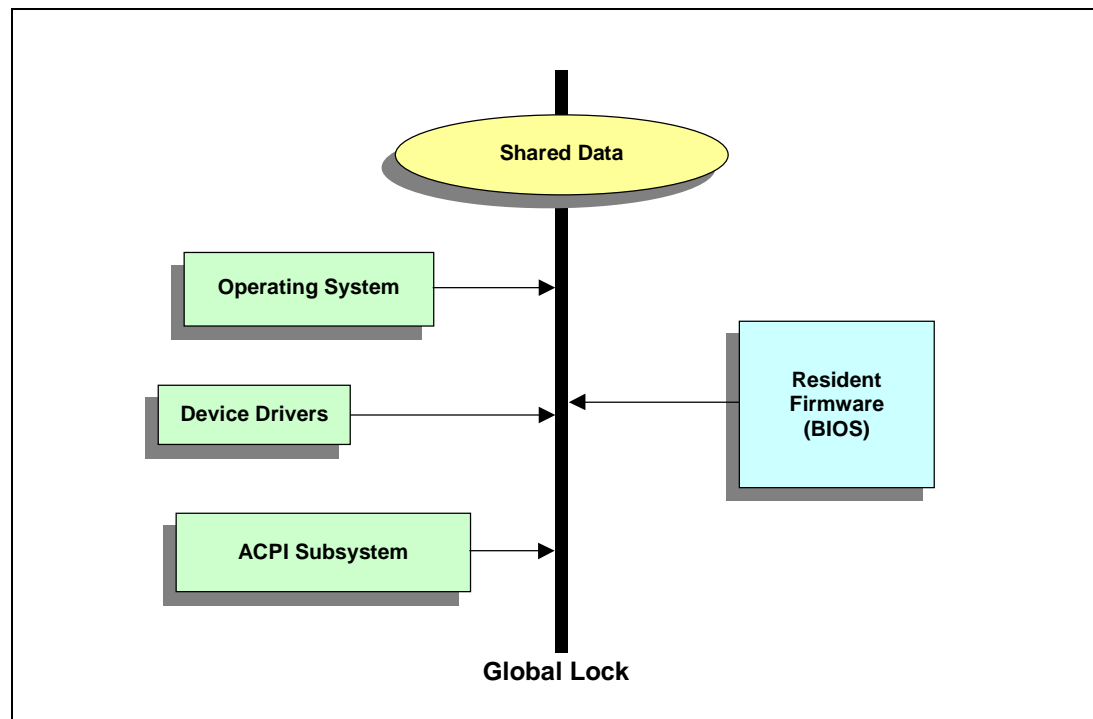 Shared Data
Operating System
Device Drivers
Resident
Firmware
(BIOS)
ACPI Subsystem
Global Lock